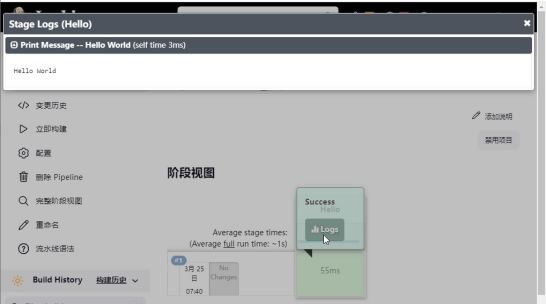 Stage Logs (Hello)
Print Message -- Hello World (self time 3ms)
Hello World
变更历史
立即构建
配置
删除 Pipeline
完整阶段视图
重命名
流水线语法
Build History 构建历史
添加说明
禁用项目
阶段视图
Success
Hello
Logs
Average stage times:
(Average full run time: ~1s)
#1
3月 25
日
07:40
No
Changes
55ms